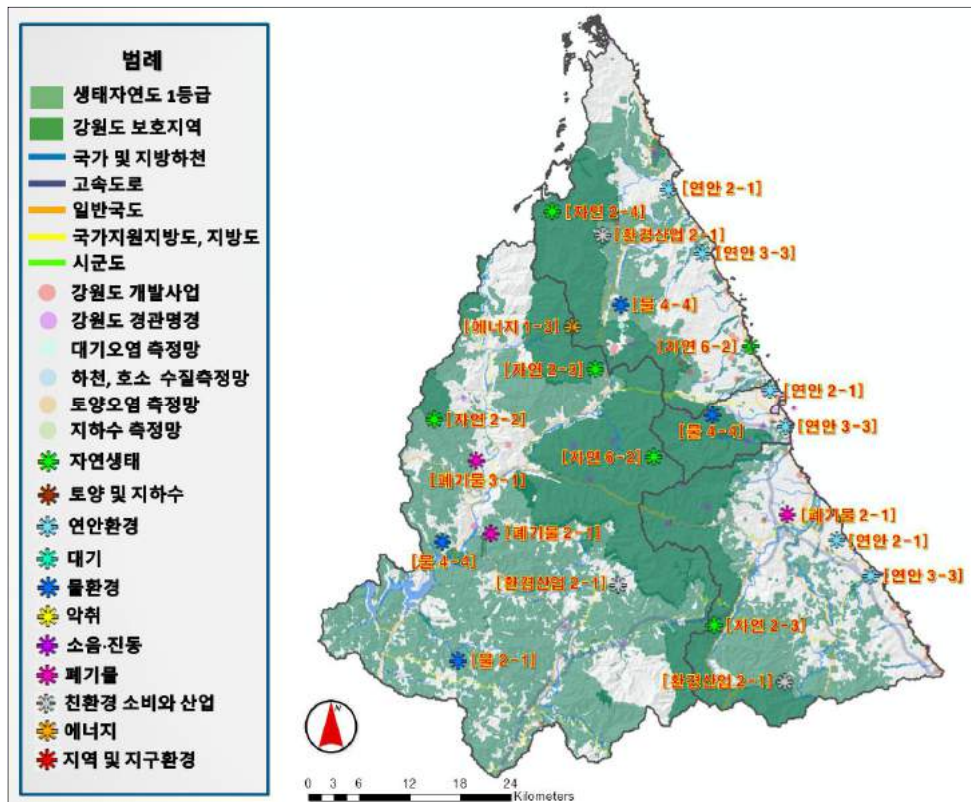 범례
생태자연도 1등급
강원도 보호지역
국가 및 지방하천
고속도로
일반국도
국가지원지방도, 지방도
시군도
강원도 개발사업
강원도 경관명경
대기오염 측정망
하천, 호소 수질측정망
토양오염 측정망
지하수 측정망
자연생태
토양 및 지하수
연안환경
대기
물환경
악취
소음·진동
폐기물
친환경 소비와 산업
에너지
지역 및 지구환경
[연안 2-1]
[자연 2-4]
[환경산업 2-1]
[연안 3-3]
[물 4-4]
[에너지 1-3]
[자연 6-2]
[자연 2-3]
[연안 2-1]
[자연 2-2]
[물 4-4]
[연안 3-3]
[자연 6-2]
[폐기물 3-1]
[폐기물 2-1]
[폐기물 2-1]
[연안 2-1]
[물 4-4]
[환경산업 2-1]
[연안 3-3]
[자연 2-3]
[물 2-1]
[환경산업 2-1]
N
0 3 6 12 18 24
Kilometers